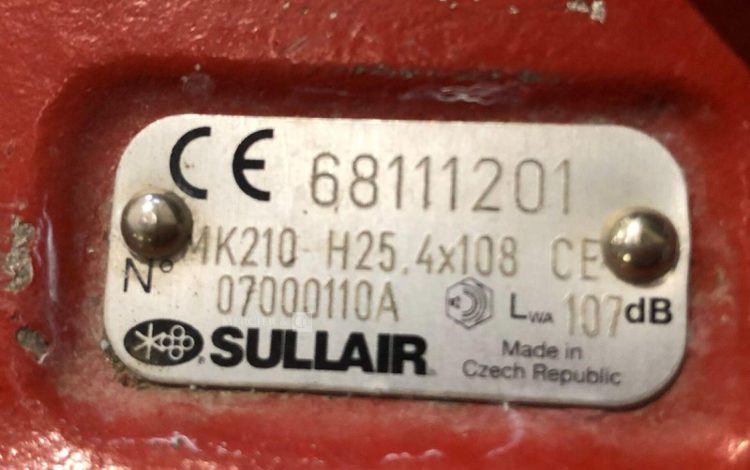 CE 68111201
MK210 H25.4x108 CE
N° 07000110A LWA 107dB
SULLAIR
Made in
Czech Republic